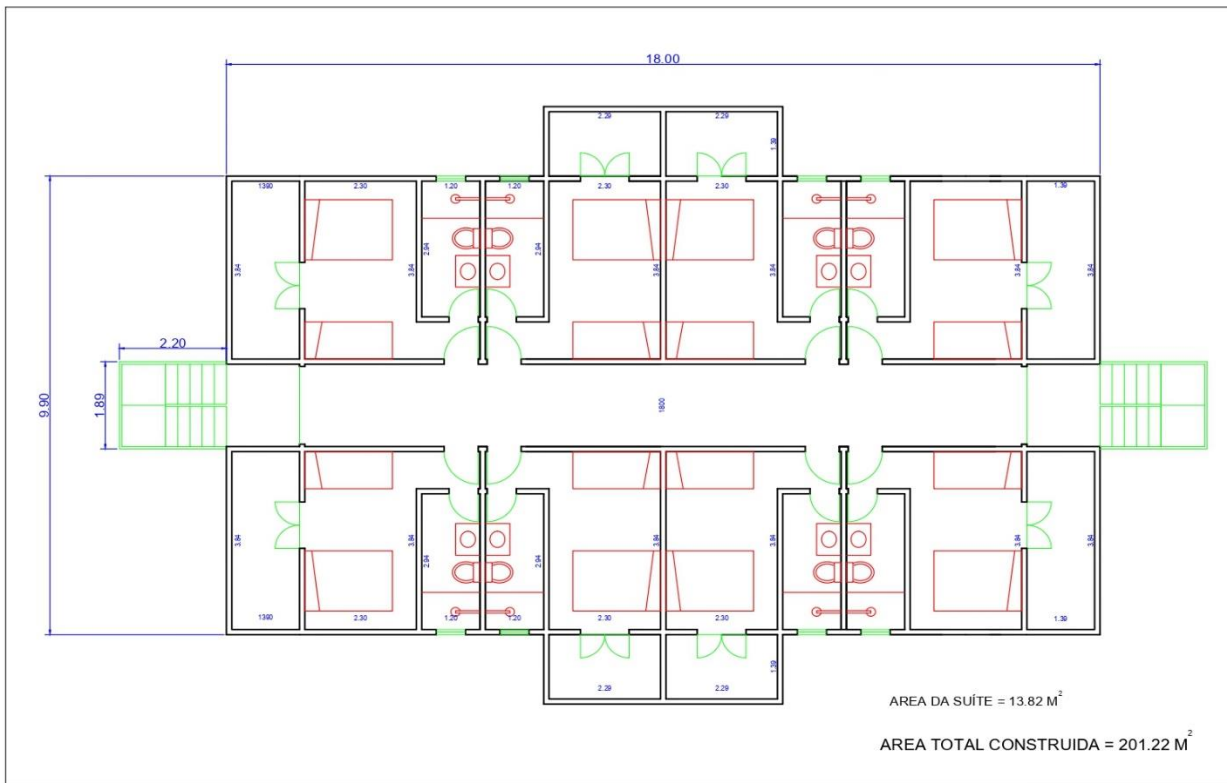 18.00
2.29 2.29
1.39
1390 2.30 1.20 1.20 2.30 2.30 1.39
3.84 3.84 2.94 2.94 3.84 3.84 3.84 3.84
2.20
9.90
1.89
1800
3.84 3.84 2.94 2.94 3.84 3.84 3.84 3.84
1390 2.30 1.20 1.20 2.30 2.30 1.39
1.39
2.29 2.29
AREA DA SUÍTE = 13.82 M²
AREA TOTAL CONSTRUIDA = 201.22 M²